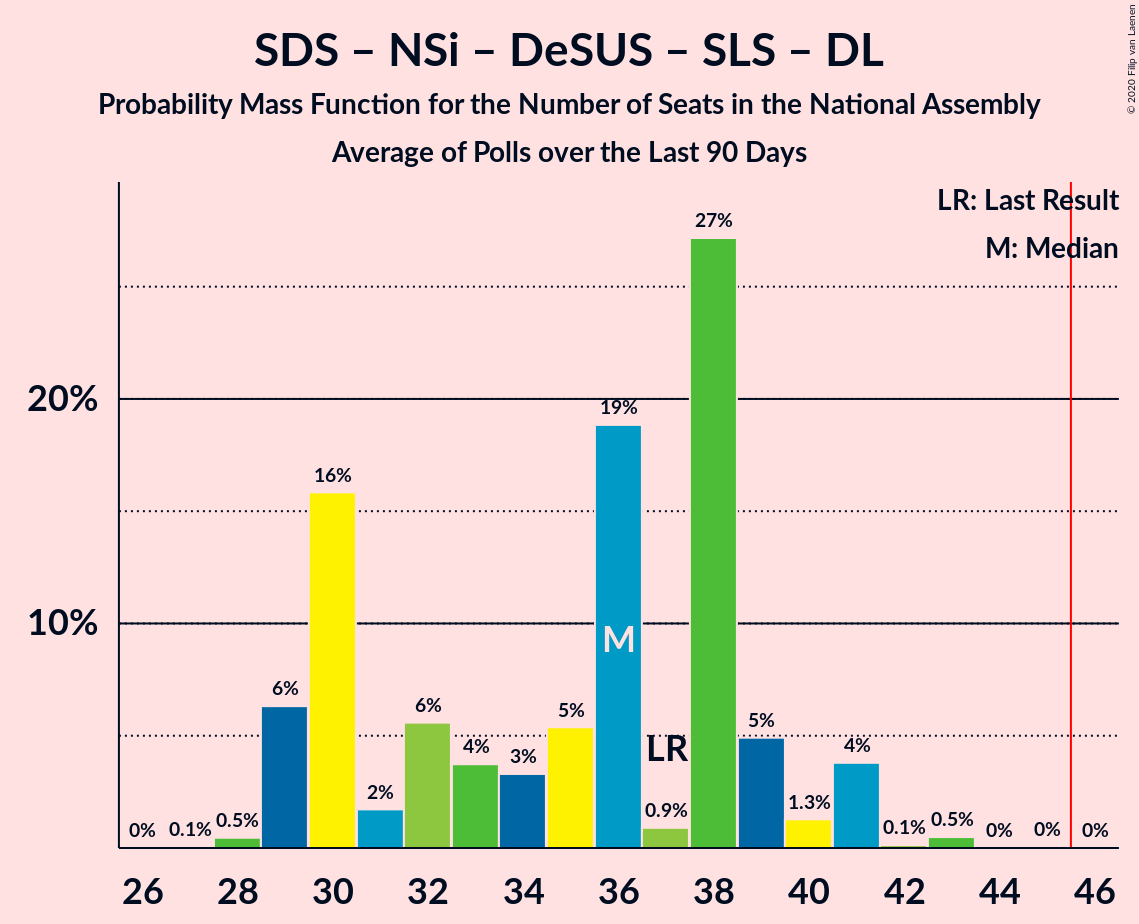 SDS – NSi – DeSUS – SLS – DL
Probability Mass Function for the Number of Seats in the National Assembly
Average of Polls over the Last 90 Days
© 2020 Filip van Laenen
LR: Last Result
M: Median
27%
20%
19%
16%
10%
M
6%
6%
5%
5%
LR
4%
4%
3%
2%
1.3%
0.9%
0.5%
0.5%
0%
0.1%
0.1%
0%
0%
0%
26 28 30 32 34 36 38 40 42 44 46